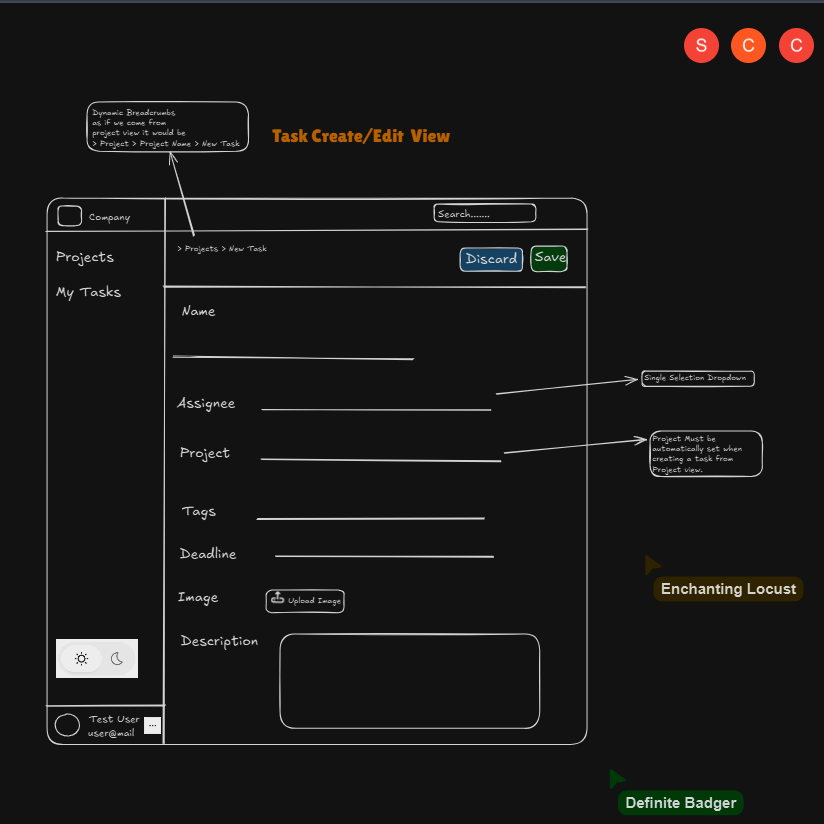 S C C
Dynamic Breadcrumbs
as if we come from
project view it would be
> Project > Project Name > New Task
Task Create/Edit View
Company
Search.......
Projects
My Tasks
> Projects > New Task
Discard
Save
Name
Assignee
Single Selection Dropdown
Project
Project Must be
automatically set when
creating a task from
Project view.
Tags
Deadline
Image
Upload Image
Enchanting Locust
Description
Test User
user@mail
...
Definite Badger